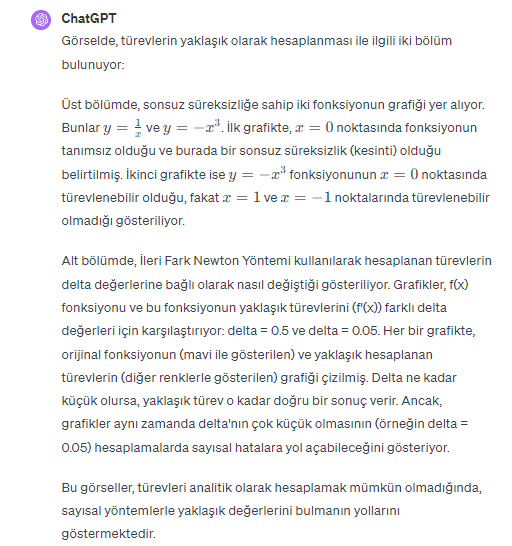 ChatGPT
Görselde, türevlerin yaklaşık olarak hesaplanması ile ilgili iki bölüm
bulunuyor:
Üst bölümde, sonsuz süreksizliğe sahip iki fonksiyonun grafiği yer alıyor.
Bunlar y = 1/x ve y = −x³. İlk grafikte, x = 0 noktasında fonksiyonun
tanımsız olduğu ve burada bir sonsuz süreksizlik (kesinti) olduğu
belirtilmiş. İkinci grafikte ise y = −x³ fonksiyonunun x = 0 noktasında
türevlenebilir olduğu, fakat x = 1 ve x = −1 noktalarında türevlenebilir
olmadığı gösteriliyor.
Alt bölümde, İleri Fark Newton Yöntemi kullanılarak hesaplanan türevlerin
delta değerlerine bağlı olarak nasıl değiştiği gösteriliyor. Grafikler, f(x)
fonksiyonu ve bu fonksiyonun yaklaşık türevlerini (f'(x)) farklı delta
değerleri için karşılaştırıyor: delta = 0.5 ve delta = 0.05. Her bir grafikte,
orijinal fonksiyonun (mavi ile gösterilen) ve yaklaşık hesaplanan
türevlerin (diğer renklerle gösterilen) grafiği çizilmiş. Delta ne kadar
küçük olursa, yaklaşık türev o kadar doğru bir sonuç verir. Ancak,
grafikler aynı zamanda delta'nın çok küçük olmasının (örneğin delta =
0.05) hesaplamalarda sayısal hatalara yol açabileceğini gösteriyor.
Bu görseller, türevleri analitik olarak hesaplamak mümkün olmadığında,
sayısal yöntemlerle yaklaşık değerlerini bulmanın yollarını
göstermektedir.